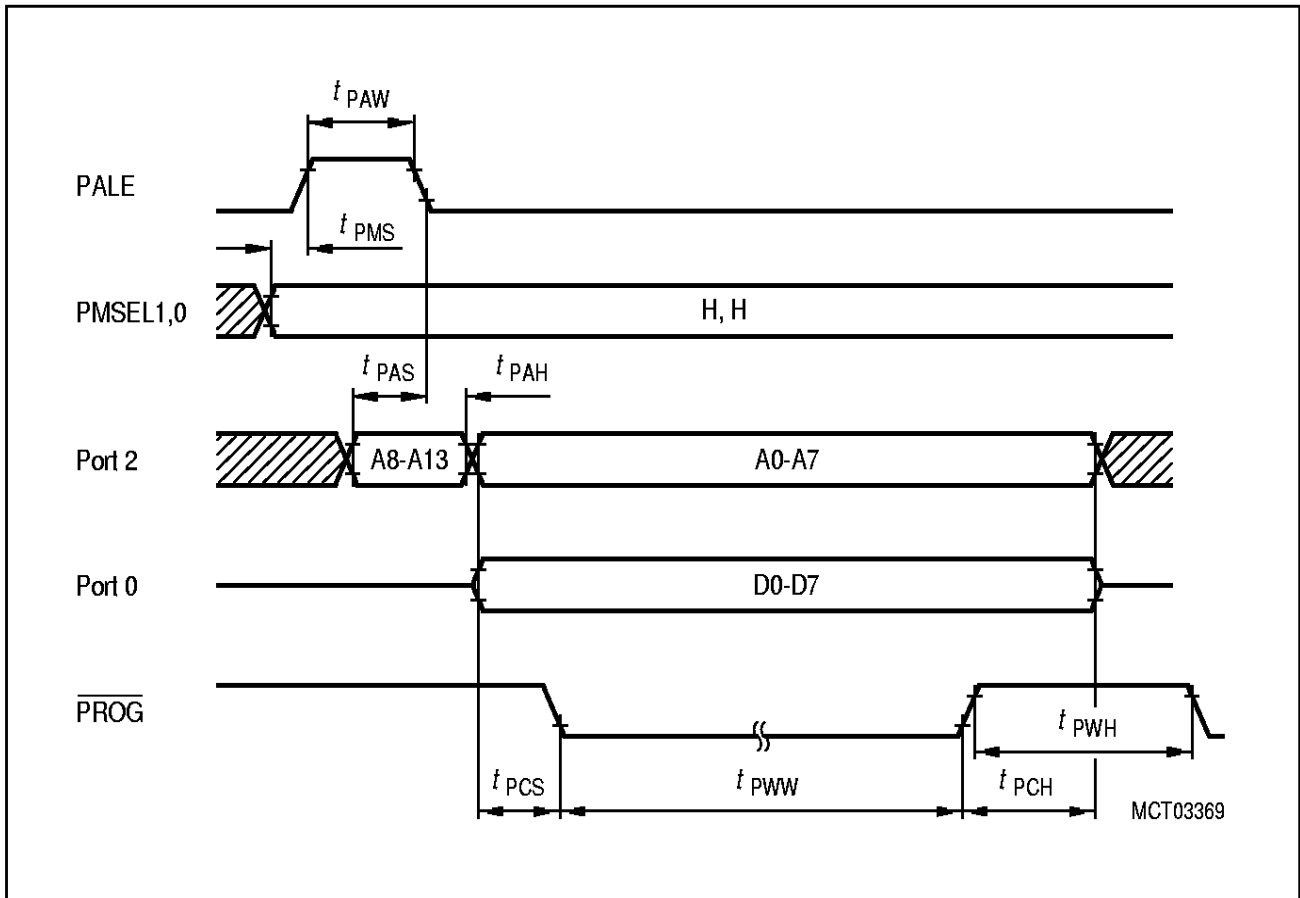 t PAW
PALE
t PMS
PMSEL1,0
H, H
t PAS
t PAH
Port 2
A8-A13
A0-A7
Port 0
D0-D7
PROG
t PWH
t PCS
t PWW
t PCH
MCT03369